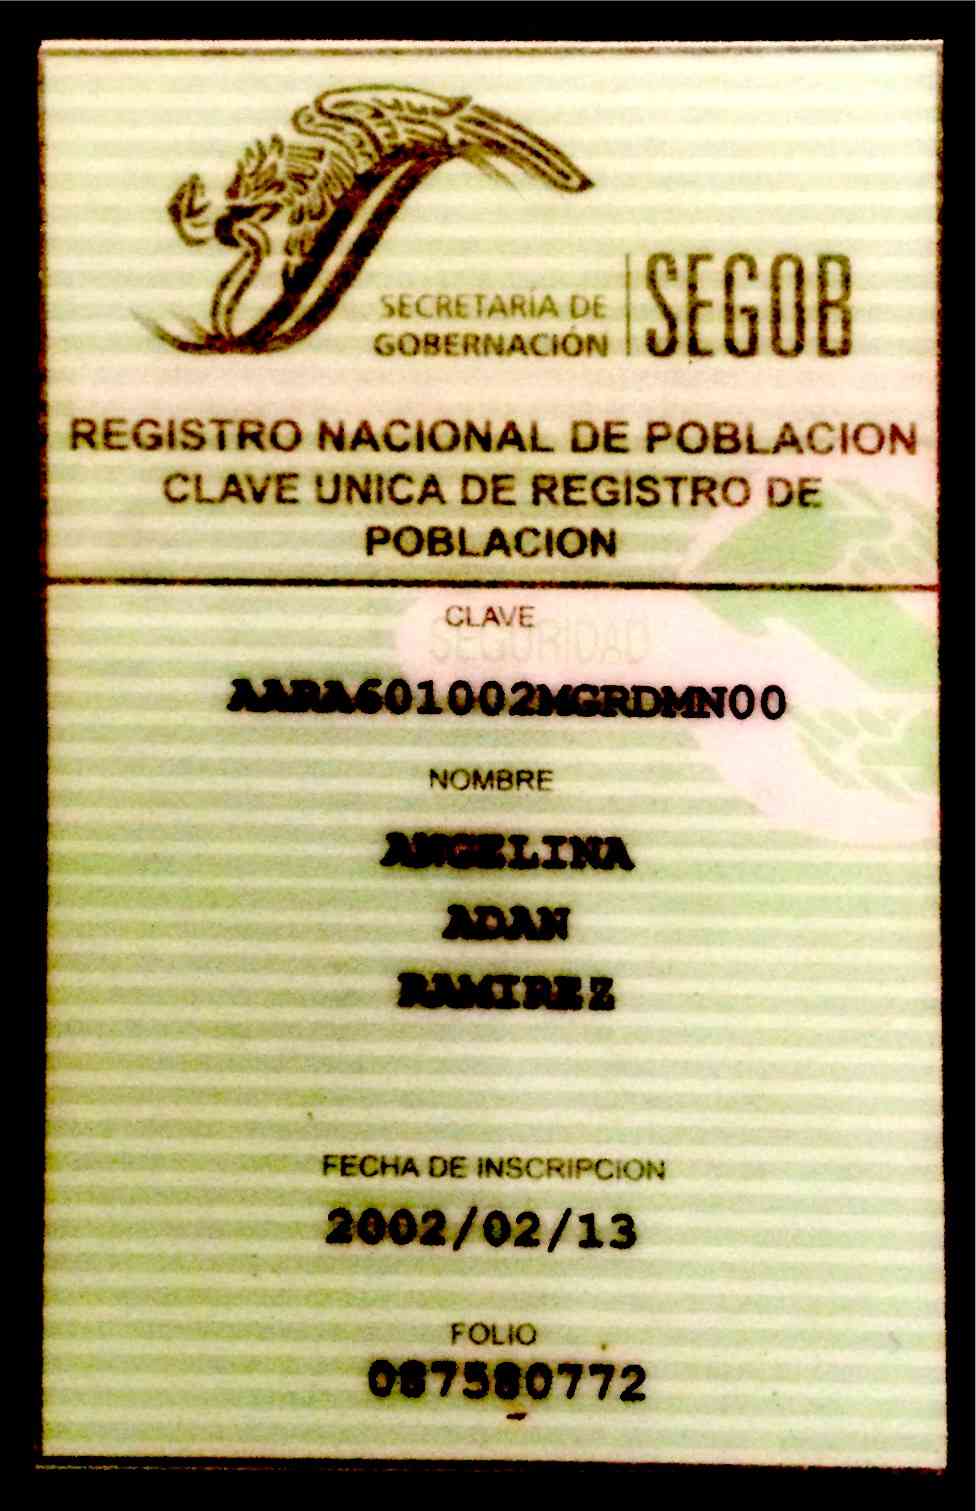 SECRETARÍA DE
GOBERNACIÓN
SEGOB
REGISTRO NACIONAL DE POBLACION
CLAVE UNICA DE REGISTRO DE
POBLACION
CLAVE
SEGURIDAD
AARA601002MGRDMN00
NOMBRE
ANGELINA
ADAN
RAMIREZ
FECHA DE INSCRIPCION
2002/02/13
FOLIO
087580772